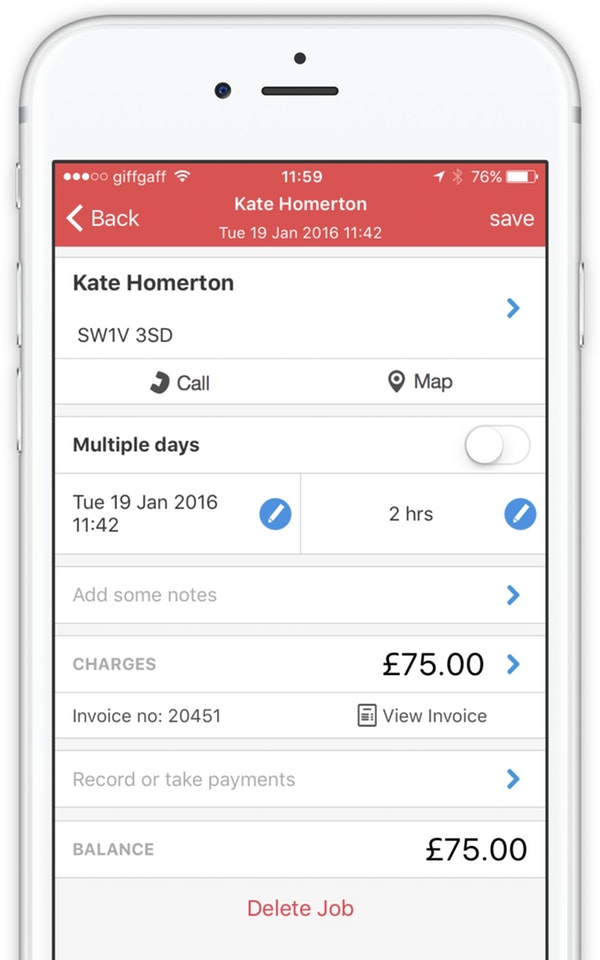 giffgaff 11:59 76%
Back Kate Homerton save
Tue 19 Jan 2016 11:42
Kate Homerton
SW1V 3SD
Call Map
Multiple days
Tue 19 Jan 2016
11:42
2 hrs
Add some notes
CHARGES £75.00
Invoice no: 20451 View Invoice
Record or take payments
BALANCE £75.00
Delete Job